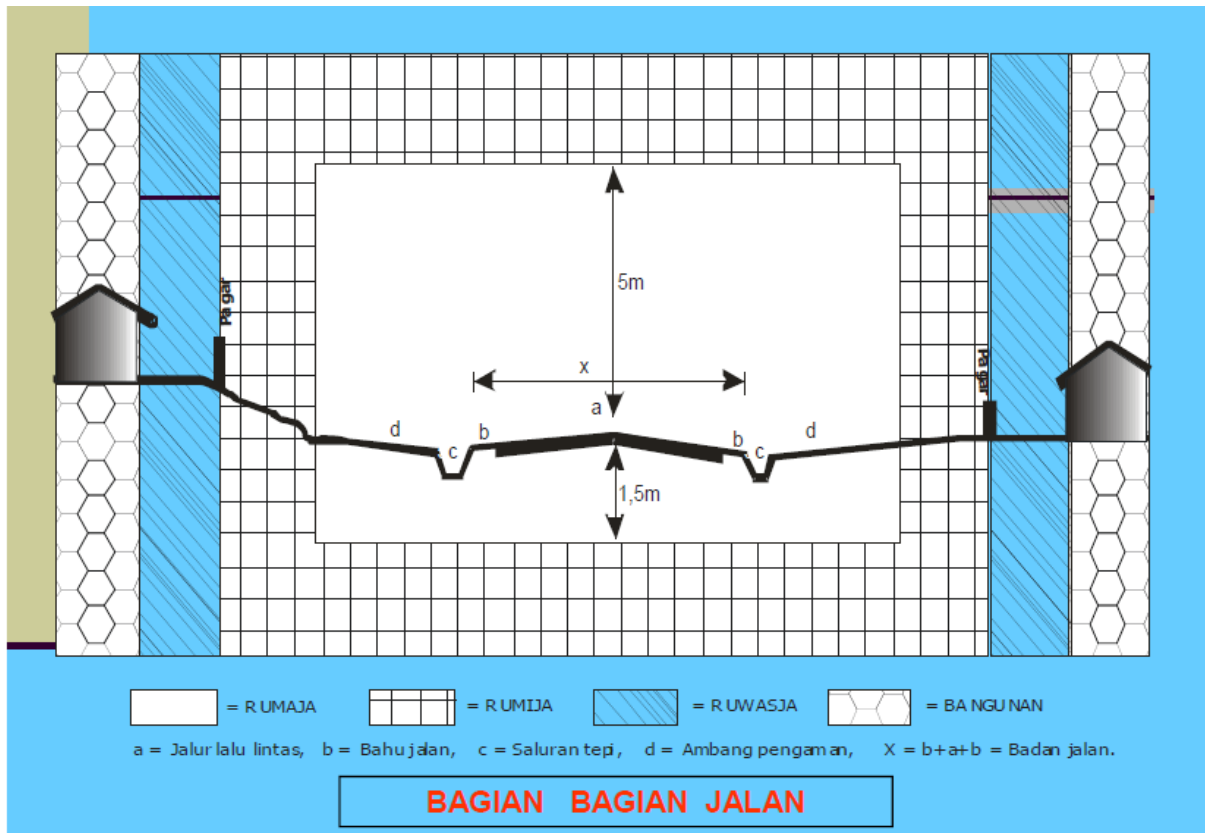 5m
Pagar
x
Pagar
a
d
b
c
b
c
d
1,5m
= RUMAJA
= RUMIJA
= RUWASJA
= BANGUNAN
a = Jalur lalu lintas, b = Bahu jalan, c = Saluran tepi, d = Ambang pengaman, X = b+a+b = Badan jalan.
BAGIAN BAGIAN JALAN